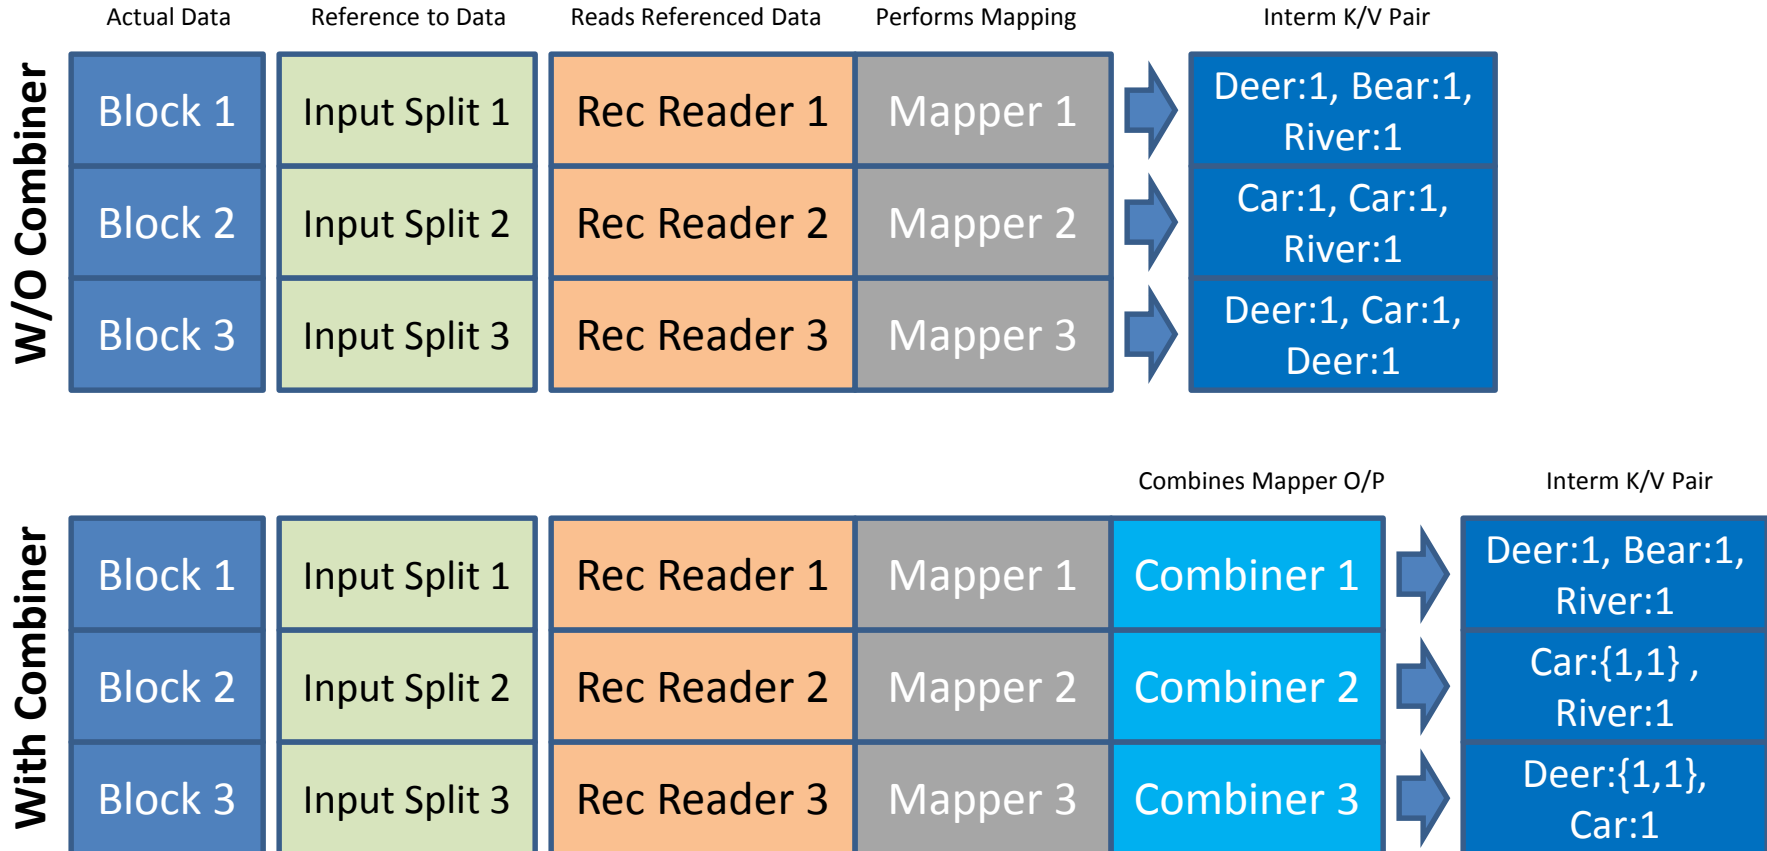 Actual Data
Reference to Data
Reads Referenced Data
Performs Mapping
Interm K/V Pair
W/O Combiner
Block 1
Input Split 1
Rec Reader 1
Mapper 1
Deer:1, Bear:1,
River:1
Block 2
Input Split 2
Rec Reader 2
Mapper 2
Car:1, Car:1,
River:1
Block 3
Input Split 3
Rec Reader 3
Mapper 3
Deer:1, Car:1,
Deer:1
Combines Mapper O/P
Interm K/V Pair
With Combiner
Block 1
Input Split 1
Rec Reader 1
Mapper 1
Combiner 1
Deer:1, Bear:1,
River:1
Block 2
Input Split 2
Rec Reader 2
Mapper 2
Combiner 2
Car:{1,1} ,
River:1
Block 3
Input Split 3
Rec Reader 3
Mapper 3
Combiner 3
Deer:{1,1},
Car:1